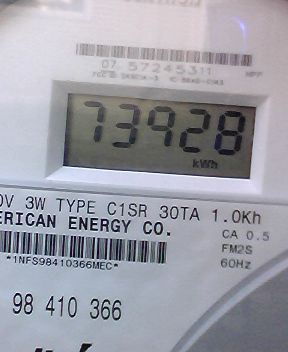 07 57245311
73928
kWh
0V 3W TYPE C1SR 30TA 1.0Kh
ERICAN ENERGY CO.
CA 0.5
FM2S
*1NFS98410366MEC*
60Hz
98 410 366